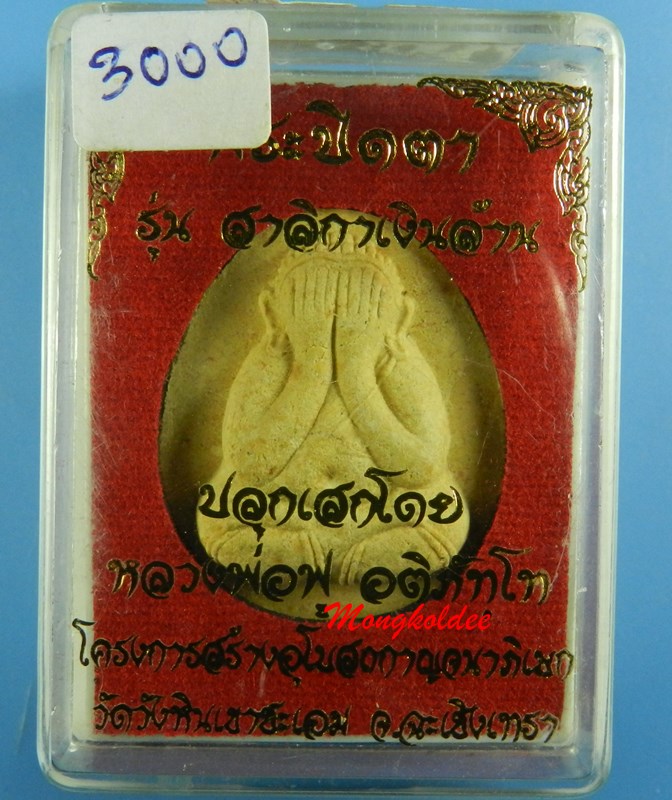 3000
พระปิดตา
รุ่น สาลิกาเงินล้าน
ปลุกเสกโดย
หลวงพ่อฟู อติภัทโท
Mongkoldee
โครงการสร้างอุโบสถกาญจนาภิเษก
วัดวังหินเขาชะเอม จ.ฉะเชิงเทรา